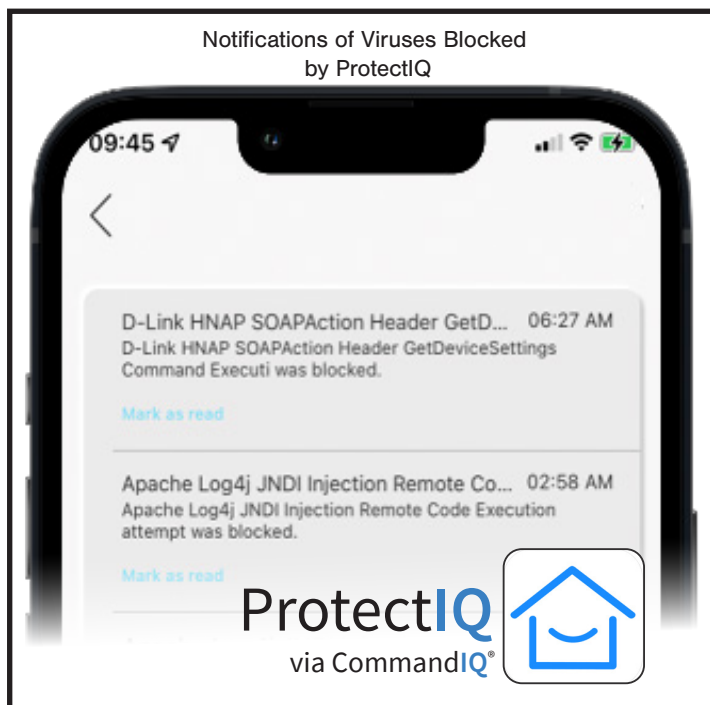 Notifications of Viruses Blocked
by ProtectIQ
09:45
D-Link HNAP SOAPAction Header GetD... 06:27 AM
D-Link HNAP SOAPAction Header GetDeviceSettings
Command Executi was blocked.
Mark as read
Apache Log4j JNDI Injection Remote Co... 02:58 AM
Apache Log4j JNDI Injection Remote Code Execution
attempt was blocked.
Mark as read
ProtectIQ
via CommandIQ®